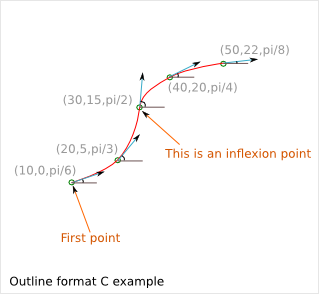 (50,22,pi/8)
(40,20,pi/4)
(30,15,pi/2)
(20,5,pi/3)
This is an inflexion point
(10,0,pi/6)
First point
Outline format C example